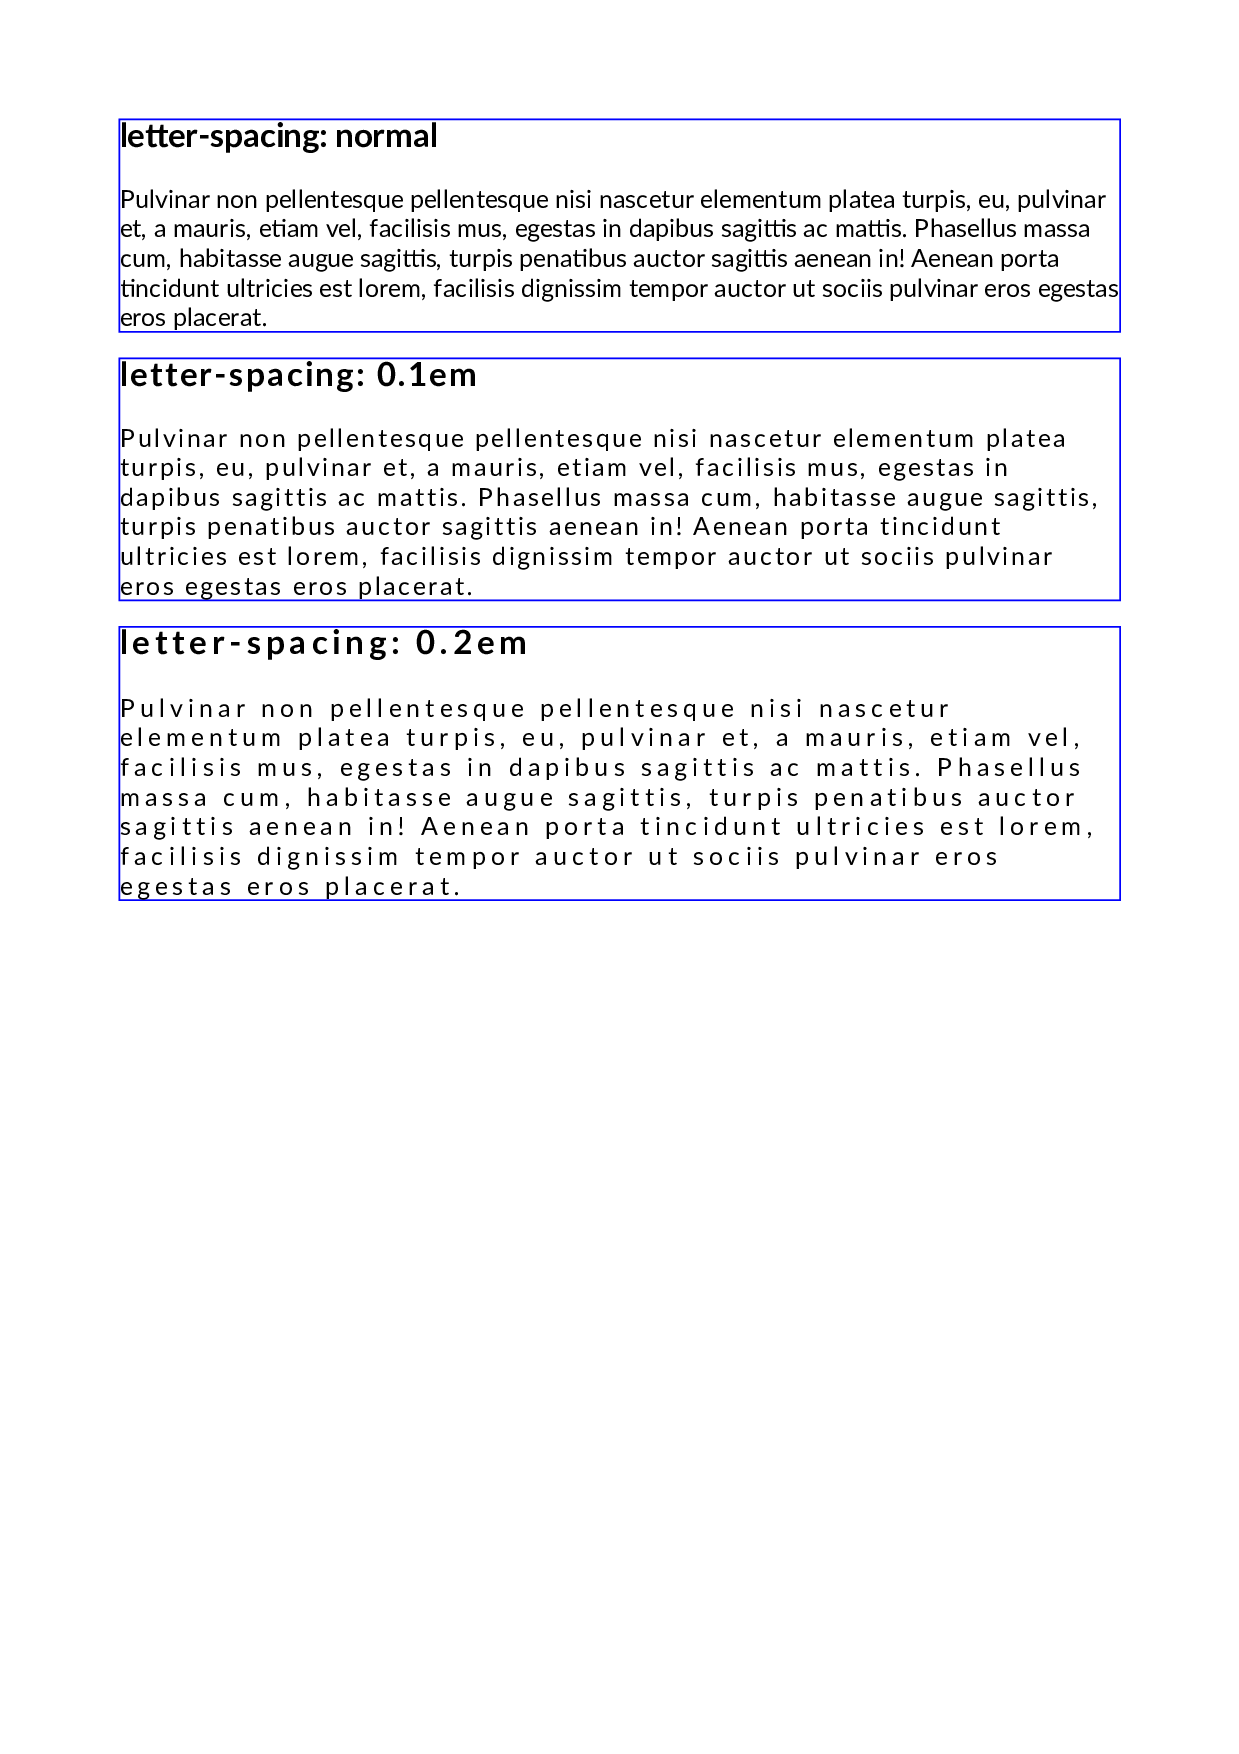 letter-spacing: normal
Pulvinar non pellentesque pellentesque nisi nascetur elementum platea turpis, eu, pulvinar
et, a mauris, etiam vel, facilisis mus, egestas in dapibus sagittis ac mattis. Phasellus massa
cum, habitasse augue sagittis, turpis penatibus auctor sagittis aenean in! Aenean porta
tincidunt ultricies est lorem, facilisis dignissim tempor auctor ut sociis pulvinar eros egestas
eros placerat.
letter-spacing: 0.1em
Pulvinar non pellentesque pellentesque nisi nascetur elementum platea
turpis, eu, pulvinar et, a mauris, etiam vel, facilisis mus, egestas in
dapibus sagittis ac mattis. Phasellus massa cum, habitasse augue sagittis,
turpis penatibus auctor sagittis aenean in! Aenean porta tincidunt
ultricies est lorem, facilisis dignissim tempor auctor ut sociis pulvinar
eros egestas eros placerat.
letter-spacing: 0.2em
Pulvinar non pellentesque pellentesque nisi nascetur
elementum platea turpis, eu, pulvinar et, a mauris, etiam vel,
facilisis mus, egestas in dapibus sagittis ac mattis. Phasellus
massa cum, habitasse augue sagittis, turpis penatibus auctor
sagittis aenean in! Aenean porta tincidunt ultricies est lorem,
facilisis dignissim tempor auctor ut sociis pulvinar eros
egestas eros placerat.